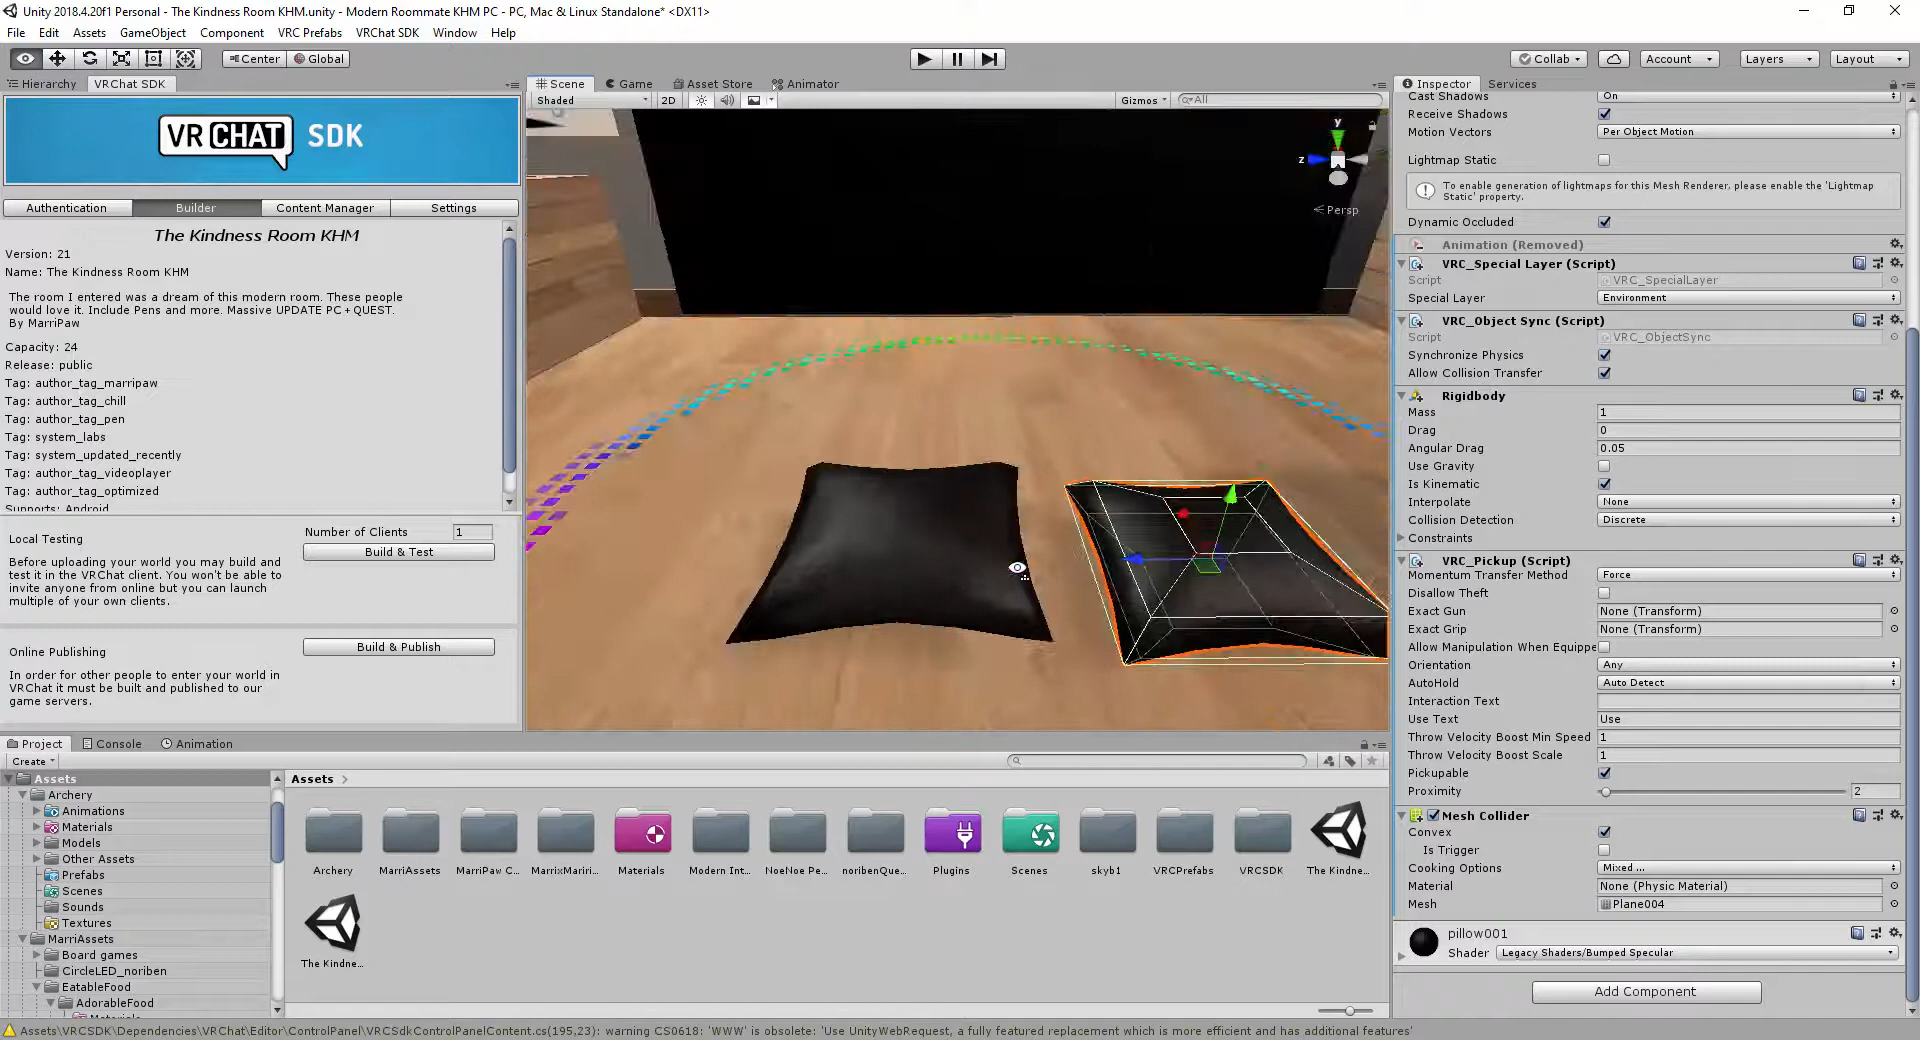 Unity 2018.4.20f1 Personal - The Kindness Room KHM.unity - Modern Roommate KHM PC - PC, Mac & Linux Standalone* <DX11>
File Edit Assets GameObject Component VRC Prefabs VRChat SDK Window Help
Center Global Collab Account Layers Layout
Hierarchy VRChat SDK
VRCHAT SDK
Authentication Builder Content Manager Settings
The Kindness Room KHM
Version: 21
Name: The Kindness Room KHM
The room I entered was a dream of this modern room. These people
would love it. Include Pens and more. Massive UPDATE PC + QUEST.
By MarriPaw
Capacity: 24
Release: public
Tag: author_tag_marripaw
Tag: author_tag_chill
Tag: author_tag_pen
Tag: system_labs
Tag: system_updated_recently
Tag: author_tag_videoplayer
Tag: author_tag_optimized
Supports: Android
Local Testing
Number of Clients 1
Build & Test
Before uploading your world you may build and
test it in the VRChat client. You won't be able to
invite anyone from online but you can launch
multiple of your own clients.
Online Publishing
Build & Publish
In order for other people to enter your world in
VRChat it must be built and published to our
game servers.
Scene Game Asset Store Animator
Shaded 2D Gizmos All
y
z
Persp
Inspector Services
Cast Shadows On
Receive Shadows
Motion Vectors Per Object Motion
Lightmap Static
To enable generation of lightmaps for this Mesh Renderer, please enable the 'Lightmap
Static' property.
Dynamic Occluded
Animation (Removed)
VRC_Special Layer (Script)
Script VRC_SpecialLayer
Special Layer Environment
VRC_Object Sync (Script)
Script VRC_ObjectSync
Synchronize Physics
Allow Collision Transfer
Rigidbody
Mass 1
Drag 0
Angular Drag 0.05
Use Gravity
Is Kinematic
Interpolate None
Collision Detection Discrete
Constraints
VRC_Pickup (Script)
Momentum Transfer Method Force
Disallow Theft
Exact Gun None (Transform)
Exact Grip None (Transform)
Allow Manipulation When Equippe
Orientation Any
AutoHold Auto Detect
Interaction Text
Use Text Use
Throw Velocity Boost Min Speed 1
Throw Velocity Boost Scale 1
Pickupable
Proximity 2
Mesh Collider
Convex
Is Trigger
Cooking Options Mixed ...
Material None (Physic Material)
Mesh Plane004
pillow001
Shader Legacy Shaders/Bumped Specular
Add Component
Project Console Animation
Create
Assets
Archery
Animations
Materials
Models
Other Assets
Prefabs
Scenes
Sounds
Textures
MarriAssets
Board games
CircleLED_noriben
EatableFood
AdorableFood
Materials
Assets
Archery MarriAssets MarriPaw C... MarrixMariri... Materials Modern Int... NoeNoe Pe... noribenQue... Plugins Scenes skyb1 VRCPrefabs VRCSDK The Kindne...
The Kindne...
Assets\VRCSDK\Dependencies\VRChat\Editor\ControlPanel\VRCSdkControlPanelContent.cs(195,23): warning CS0618: 'WWW' is obsolete: 'Use UnityWebRequest, a fully featured replacement which is more efficient and has additional features'